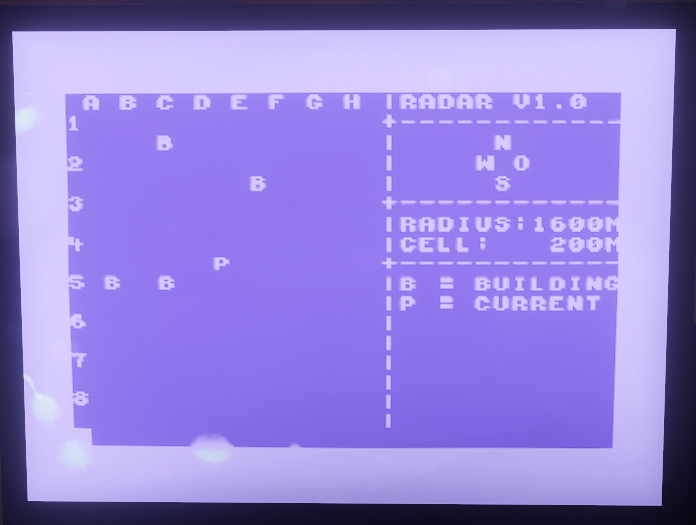 A B C D E F G H |RADAR V1.0
1 +-------------
B | N
2 | W O
B | S
3 +-------------
|RADIUS:1600M
4 |CELL: 200M
P +-------------
5 B B |B = BUILDING
6 |P = CURRENT
7 |
8 |